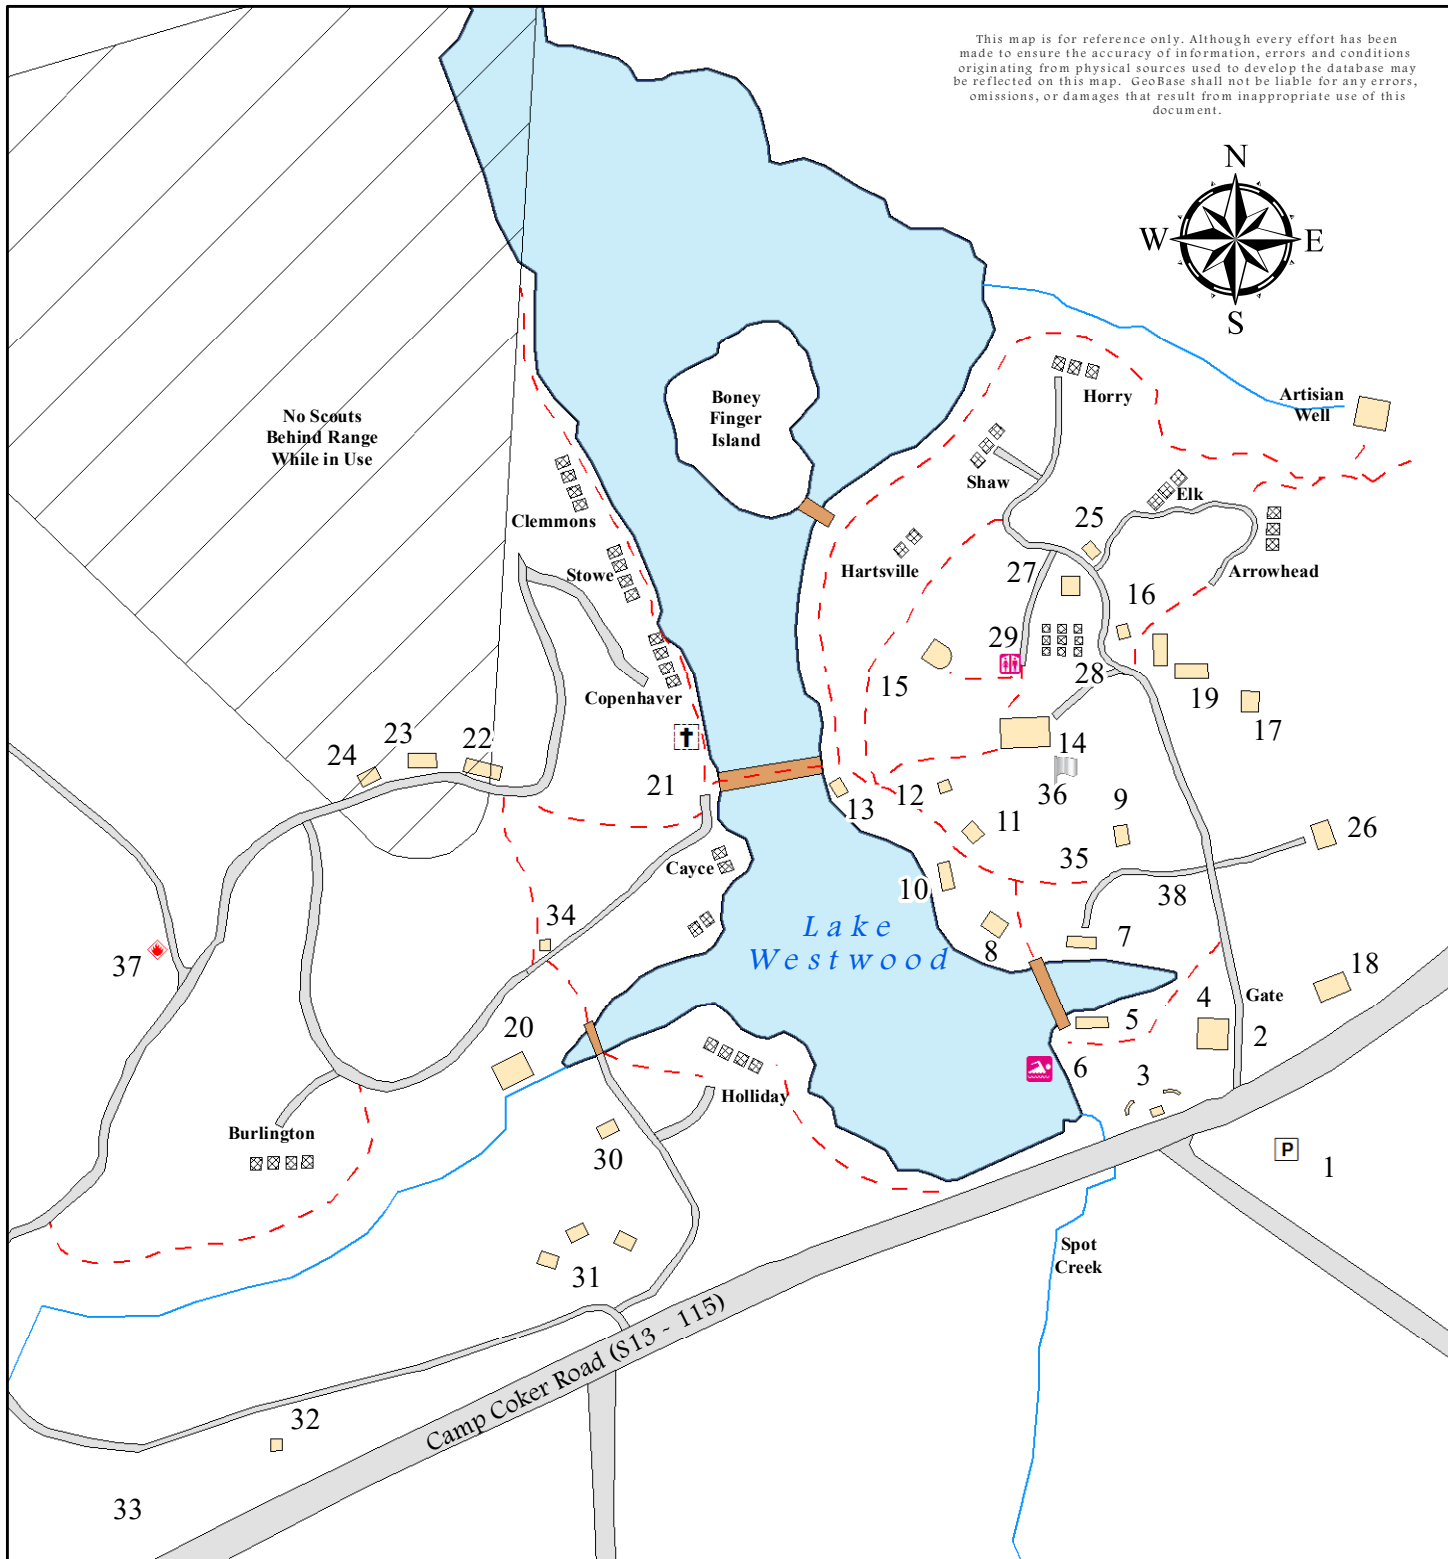 This map is for reference only. Although every effort has been
made to ensure the accuracy of information, errors and conditions
originating from physical sources used to develop the database may
be reflected on this map. GeoBase shall not be liable for any errors,
omissions, or damages that result from inappropriate use of this
document.
N
W
E
S
Boney
Finger
Island
Horry
Artisian
Well
No Scouts
Behind Range
While in Use
Shaw
Elk
Clemmons
25
Stowe
Hartsville
27
Arrowhead
16
29
15
28
Copenhaver
19
17
23
22
24
21
14
36
12
13
11
9
26
35
Cayce
10
38
34
Lake
Westwood
8
7
37
18
4
Gate
20
5
2
6
3
Holliday
Burlington
30
P
1
Spot
Creek
31
Camp Coker Road (S13 - 115)
32
33